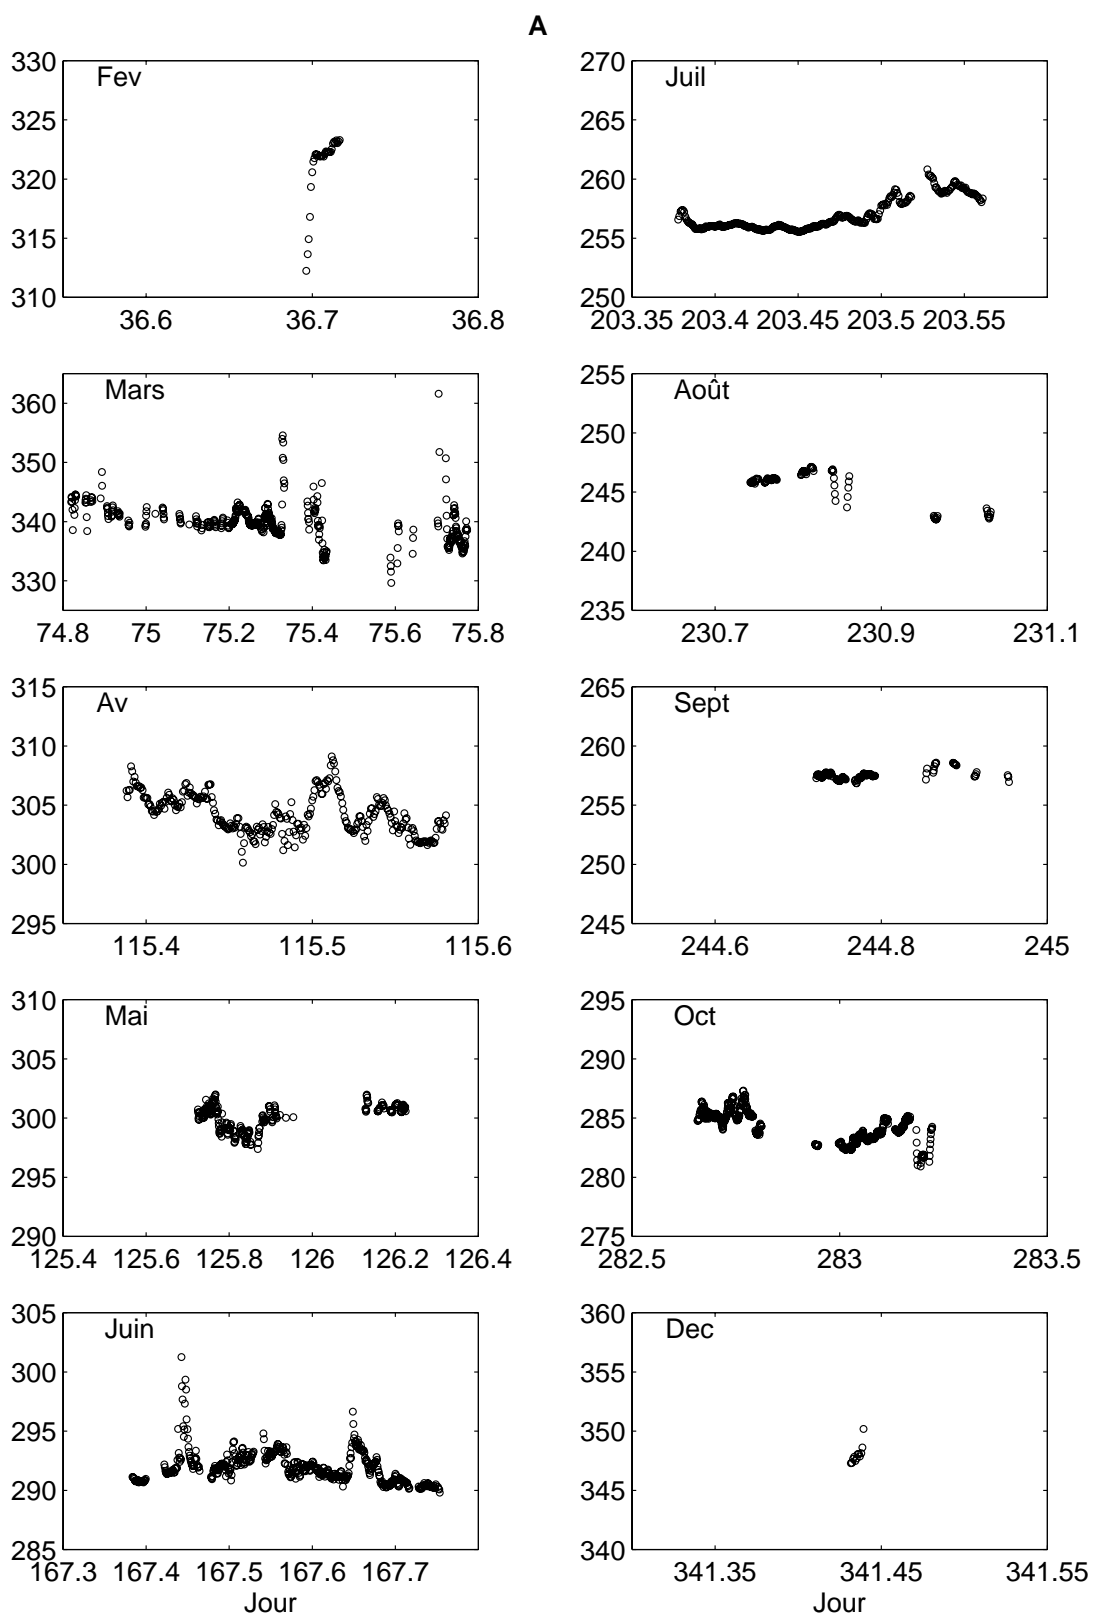 A
330
325
320
315
310
Fev
36.6 36.7 36.8
270
265
260
255
250
Juil
203.35 203.4 203.45 203.5 203.55
360
350
340
330
Mars
74.8 75 75.2 75.4 75.6 75.8
255
250
245
240
235
Août
230.7 230.9 231.1
315
310
305
300
295
Av
115.4 115.5 115.6
265
260
255
250
245
Sept
244.6 244.8 245
310
305
300
295
290
Mai
125.4 125.6 125.8 126 126.2 126.4
295
290
285
280
275
Oct
282.5 283 283.5
305
300
295
290
285
Juin
167.3 167.4 167.5 167.6 167.7
Jour
360
355
350
345
340
Dec
341.35 341.45 341.55
Jour